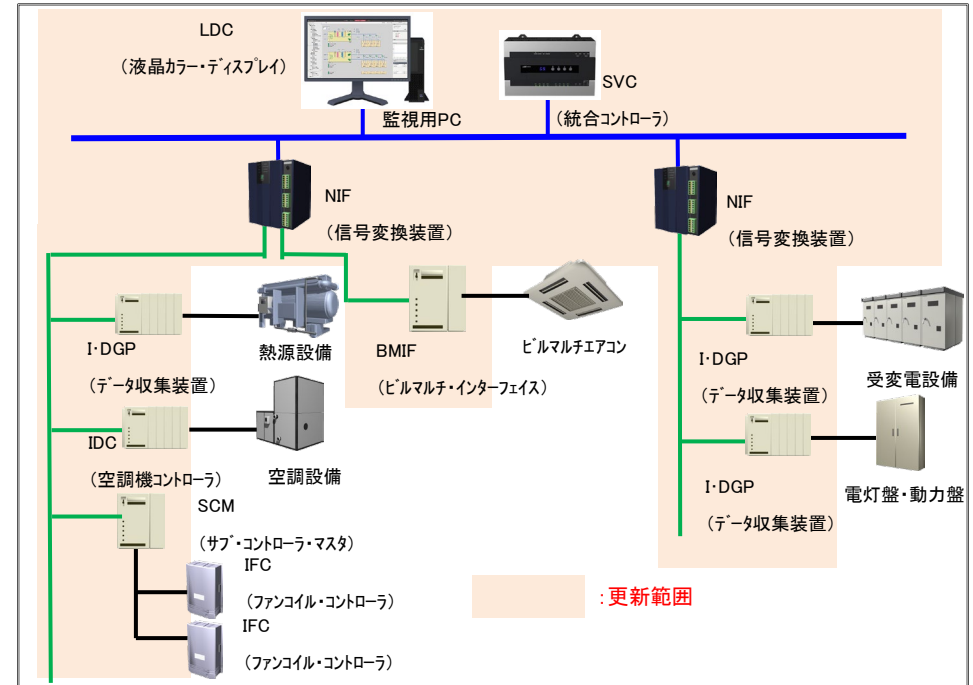 LDC
（液晶ｶﾗｰ・ﾃﾞｨｽﾌﾟﾚｲ）
監視用PC
SVC
（統合ｺﾝﾄﾛｰﾗ）
NIF
（信号変換装置）
NIF
（信号変換装置）
I・DGP
（ﾃﾞｰﾀ収集装置）
熱源設備
BMIF
（ﾋﾞﾙﾏﾙﾁ・ｲﾝﾀｰﾌｪｲｽ）
ﾋﾞﾙﾏﾙﾁｴｱｺﾝ
I・DGP
（ﾃﾞｰﾀ収集装置）
受変電設備
IDC
（空調機ｺﾝﾄﾛｰﾗ）
空調設備
I・DGP
（ﾃﾞｰﾀ収集装置）
電灯盤・動力盤
SCM
（ｻﾌﾞ・ｺﾝﾄﾛｰﾗ・ﾏｽﾀ）
IFC
（ﾌｧﾝｺｲﾙ・ｺﾝﾄﾛｰﾗ）
IFC
（ﾌｧﾝｺｲﾙ・ｺﾝﾄﾛｰﾗ）
：更新範囲